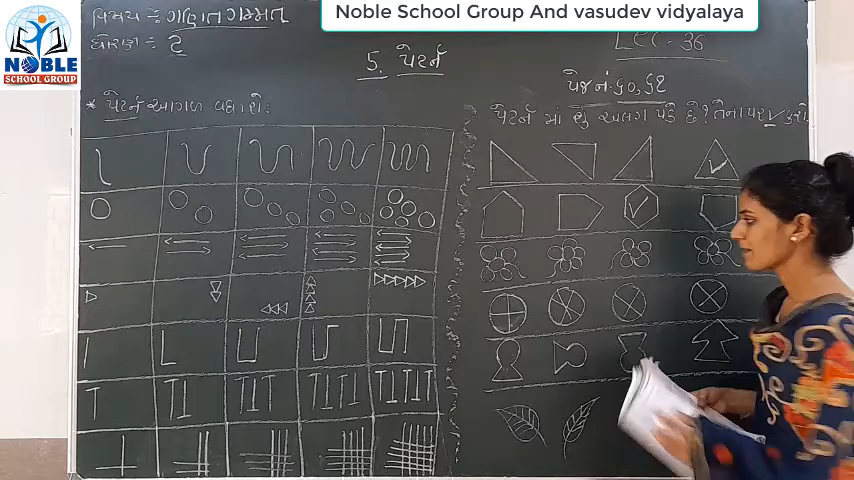 Noble School Group And vasudev vidyalaya
NOBLE
SCHOOL GROUP
વિષય :- ગણિત ગમ્મત
ધોરણ :- ૨
5. પેટર્ન
LEC - 36
પેજ નં. ૬૦, ૬૧
* પેટર્ન આગળ વધારો :
પેટર્ન માં શું અલગ પડે છે? તેના પર ✓ કરો.